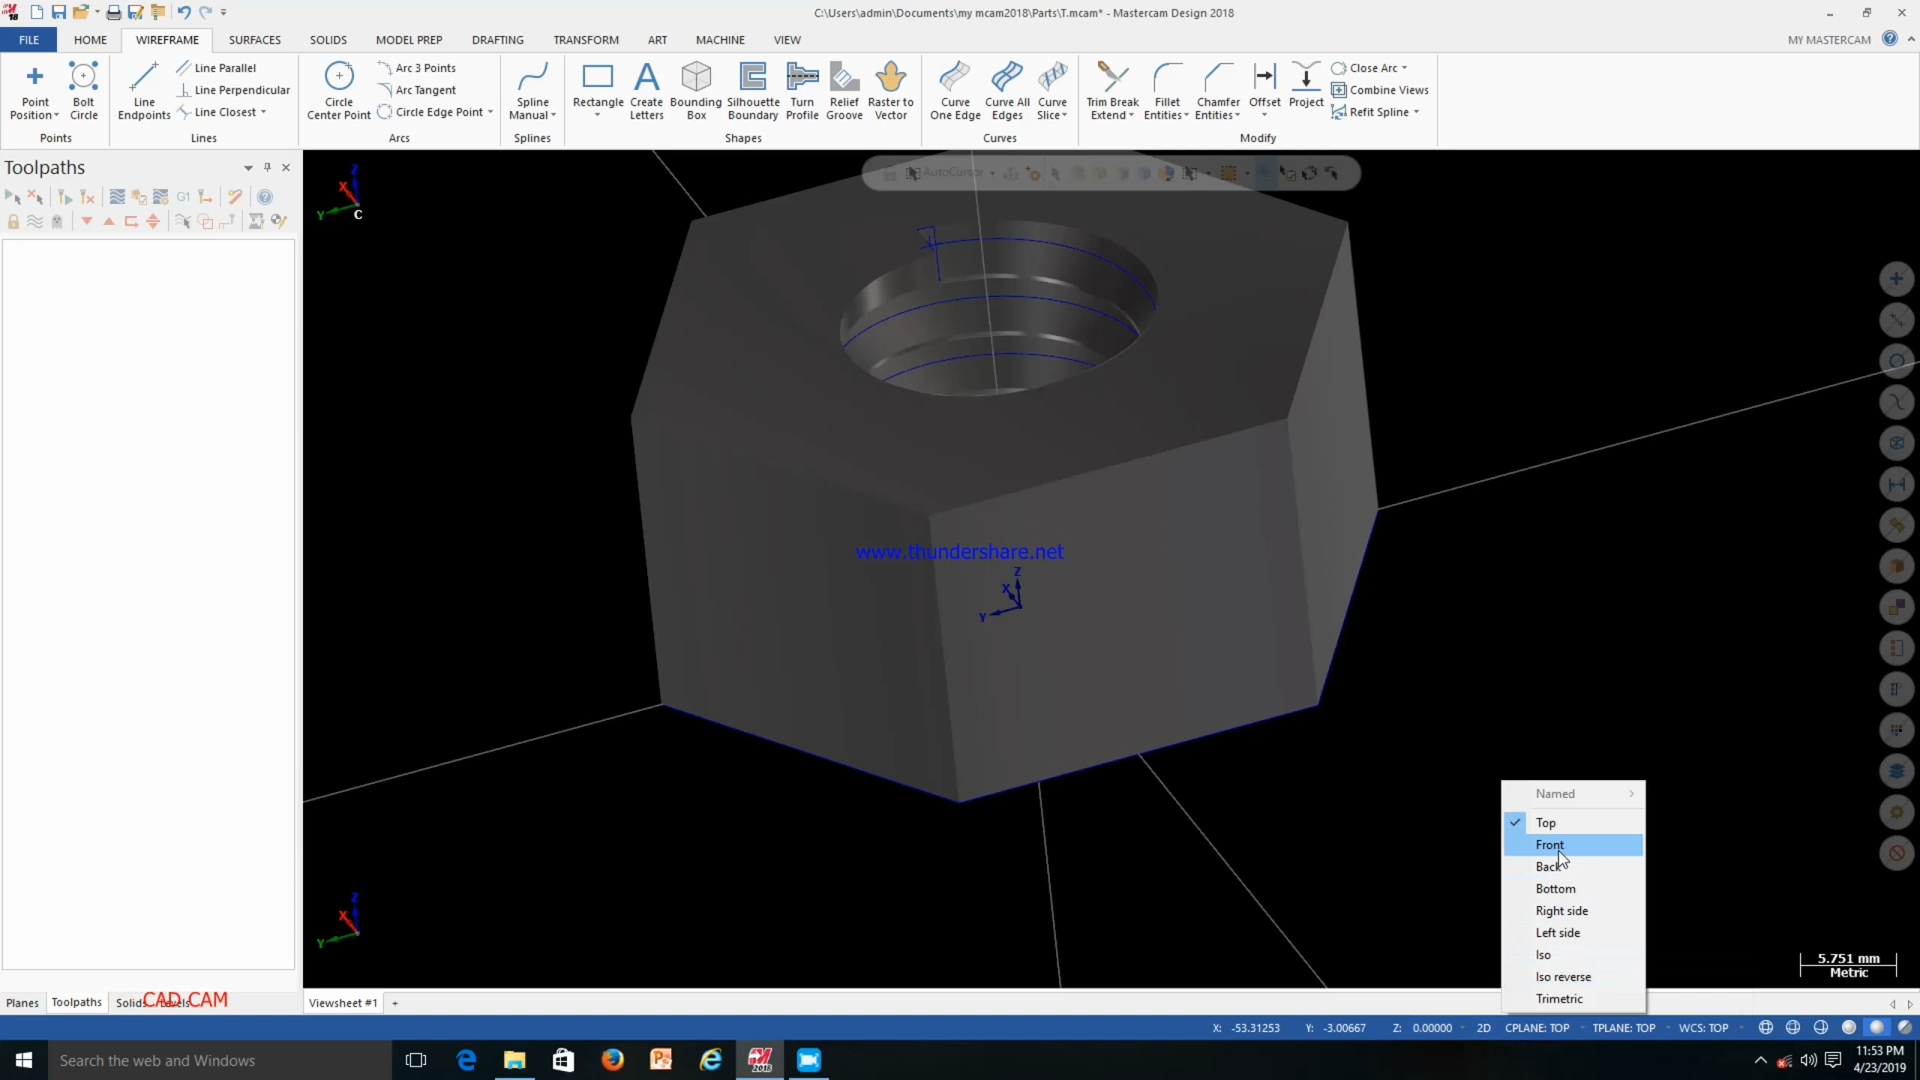 C:\Users\admin\Documents\my mcam2018\Parts\T.mcam* - Mastercam Design 2018
FILE HOME WIREFRAME SURFACES SOLIDS MODEL PREP DRAFTING TRANSFORM ART MACHINE VIEW MY MASTERCAM
Point Position
Bolt Circle
Points
Line Endpoints
Line Parallel
Line Perpendicular
Line Closest
Lines
Circle Center Point
Arc 3 Points
Arc Tangent
Circle Edge Point
Arcs
Spline Manual
Splines
Rectangle
Create Letters
Bounding Box
Silhouette Boundary
Turn Profile
Relief Groove
Raster to Vector
Shapes
Curve One Edge
Curve All Edges
Curve Slice
Curves
Trim Break Extend
Fillet Entities
Chamfer Entities
Offset
Project
Close Arc
Combine Views
Refit Spline
Modify
Toolpaths
G1
AutoCursor
Z
X
Y
C
www.thundershare.net
Z
X
Y
Z
X
Y
Named
Top
Front
Back
Bottom
Right side
Left side
Iso
Iso reverse
Trimetric
5.751 mm
Metric
Planes Toolpaths Solids Levels
CAD CAM
Viewsheet #1 +
X: -53.31253 Y: -3.00667 Z: 0.00000 2D CPLANE: TOP TPLANE: TOP WCS: TOP
Search the web and Windows
2018
11:53 PM
4/23/2019